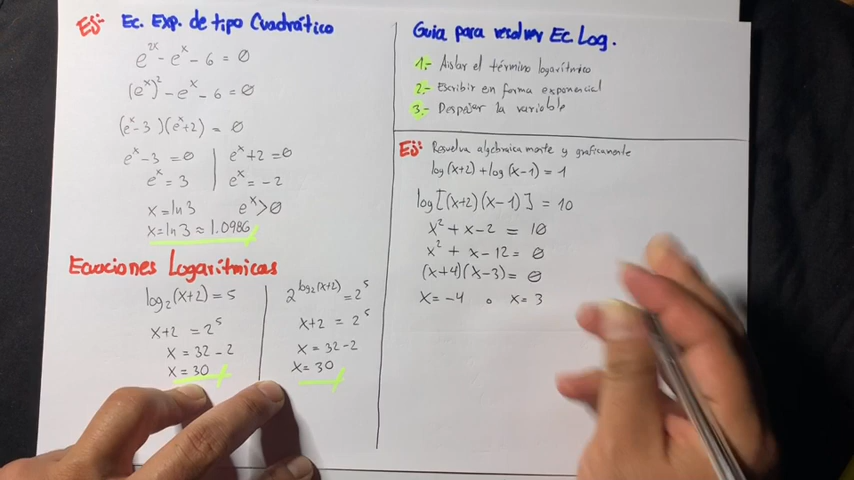 Ej: Ec. Exp. de tipo Cuadrático
e^{2x} - e^x - 6 = 0
(e^x)^2 - e^x - 6 = 0
(e^x - 3)(e^x + 2) = 0
e^x - 3 = 0 | e^x + 2 = 0
e^x = 3 | e^x = -2
x = ln 3 e^x > 0
x = ln 3 ≈ 1.0986
Ecuaciones Logarítmicas
log_2(x+2) = 5
x+2 = 2^5
x = 32 - 2
x = 30
2^{log_2(x+2)} = 2^5
x+2 = 2^5
x = 32 - 2
x = 30
Guia para resolver Ec. Log.
1.- Aislar el término logarítmico
2.- Escribir en forma exponencial
3.- Despejar la variable
Ej: Resuelva algebraicamente y graficamente
log(x+2) + log(x-1) = 1
log[(x+2)(x-1)] = 10
x^2 + x - 2 = 10
x^2 + x - 12 = 0
(x+4)(x-3) = 0
x = -4 o x = 3